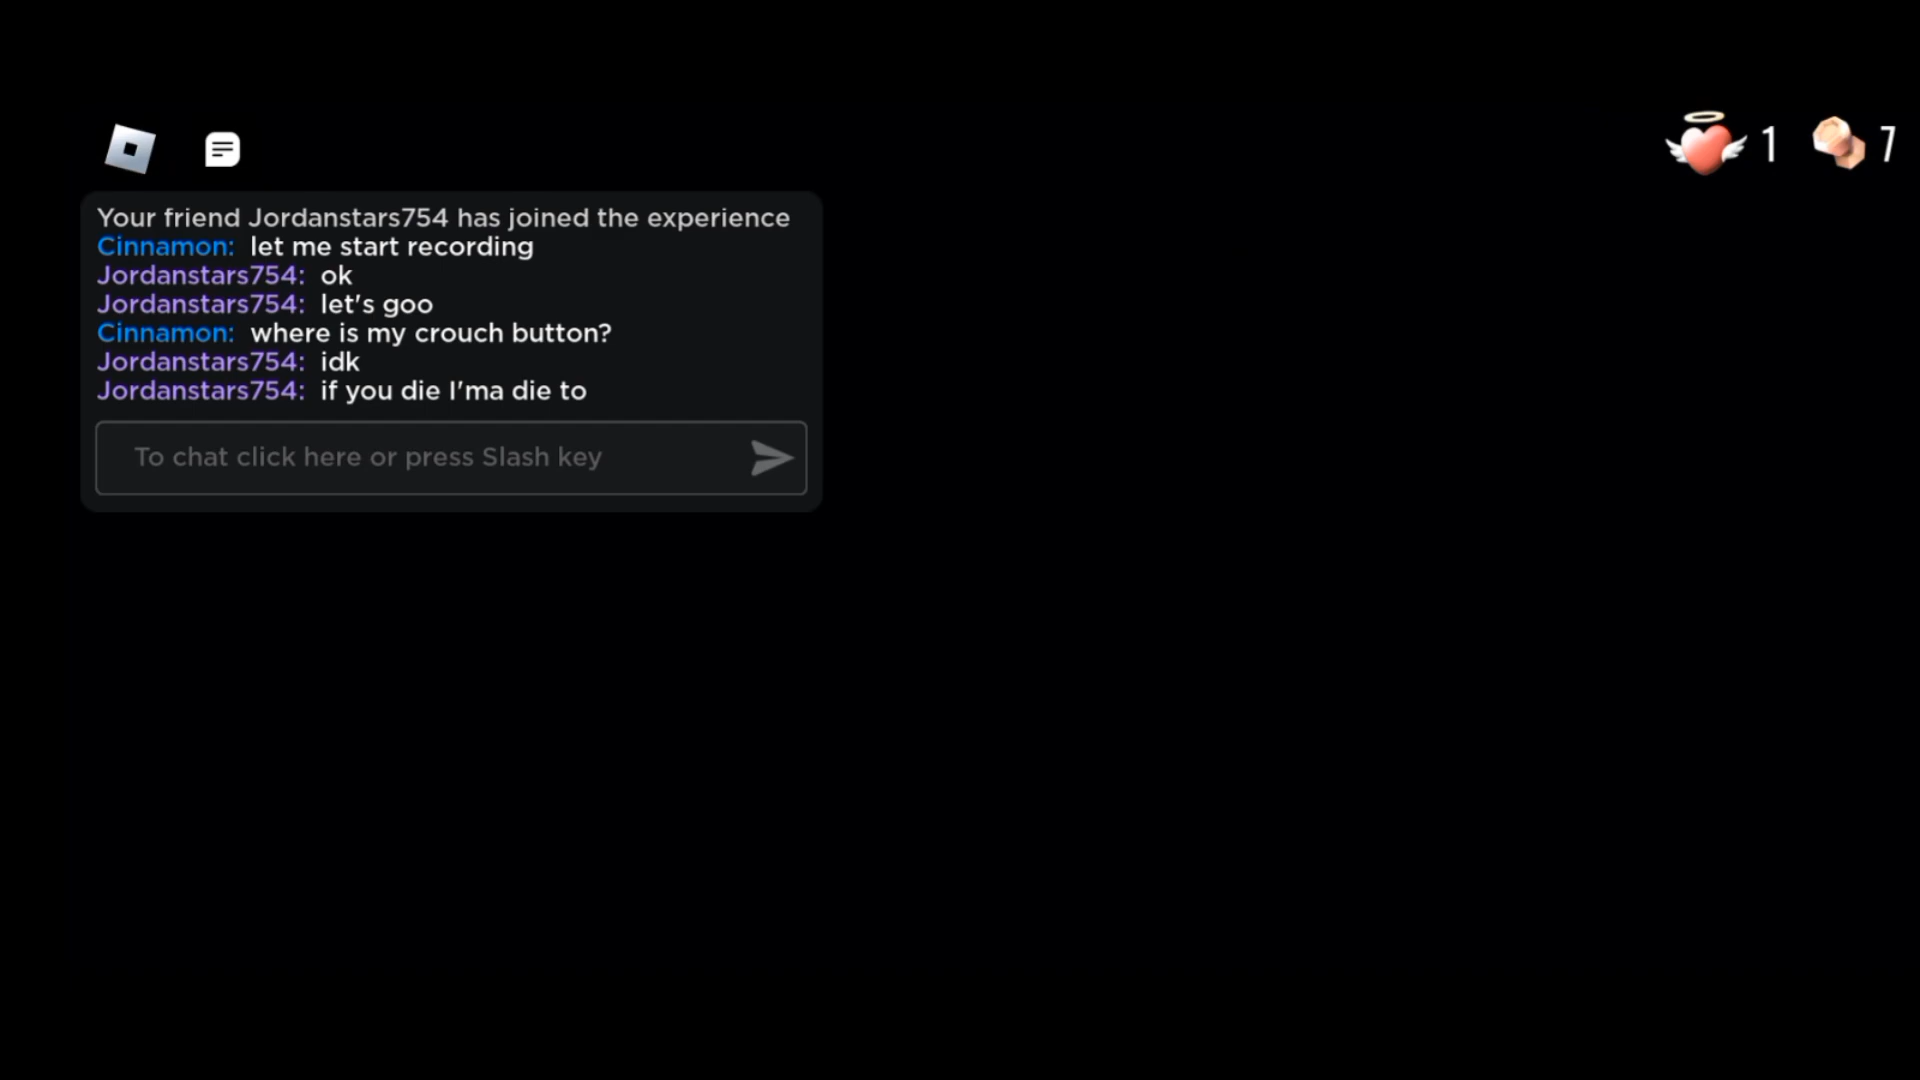 1 7
Your friend Jordanstars754 has joined the experience
Cinnamon: let me start recording
Jordanstars754: ok
Jordanstars754: let's goo
Cinnamon: where is my crouch button?
Jordanstars754: idk
Jordanstars754: if you die I'ma die to
To chat click here or press Slash key